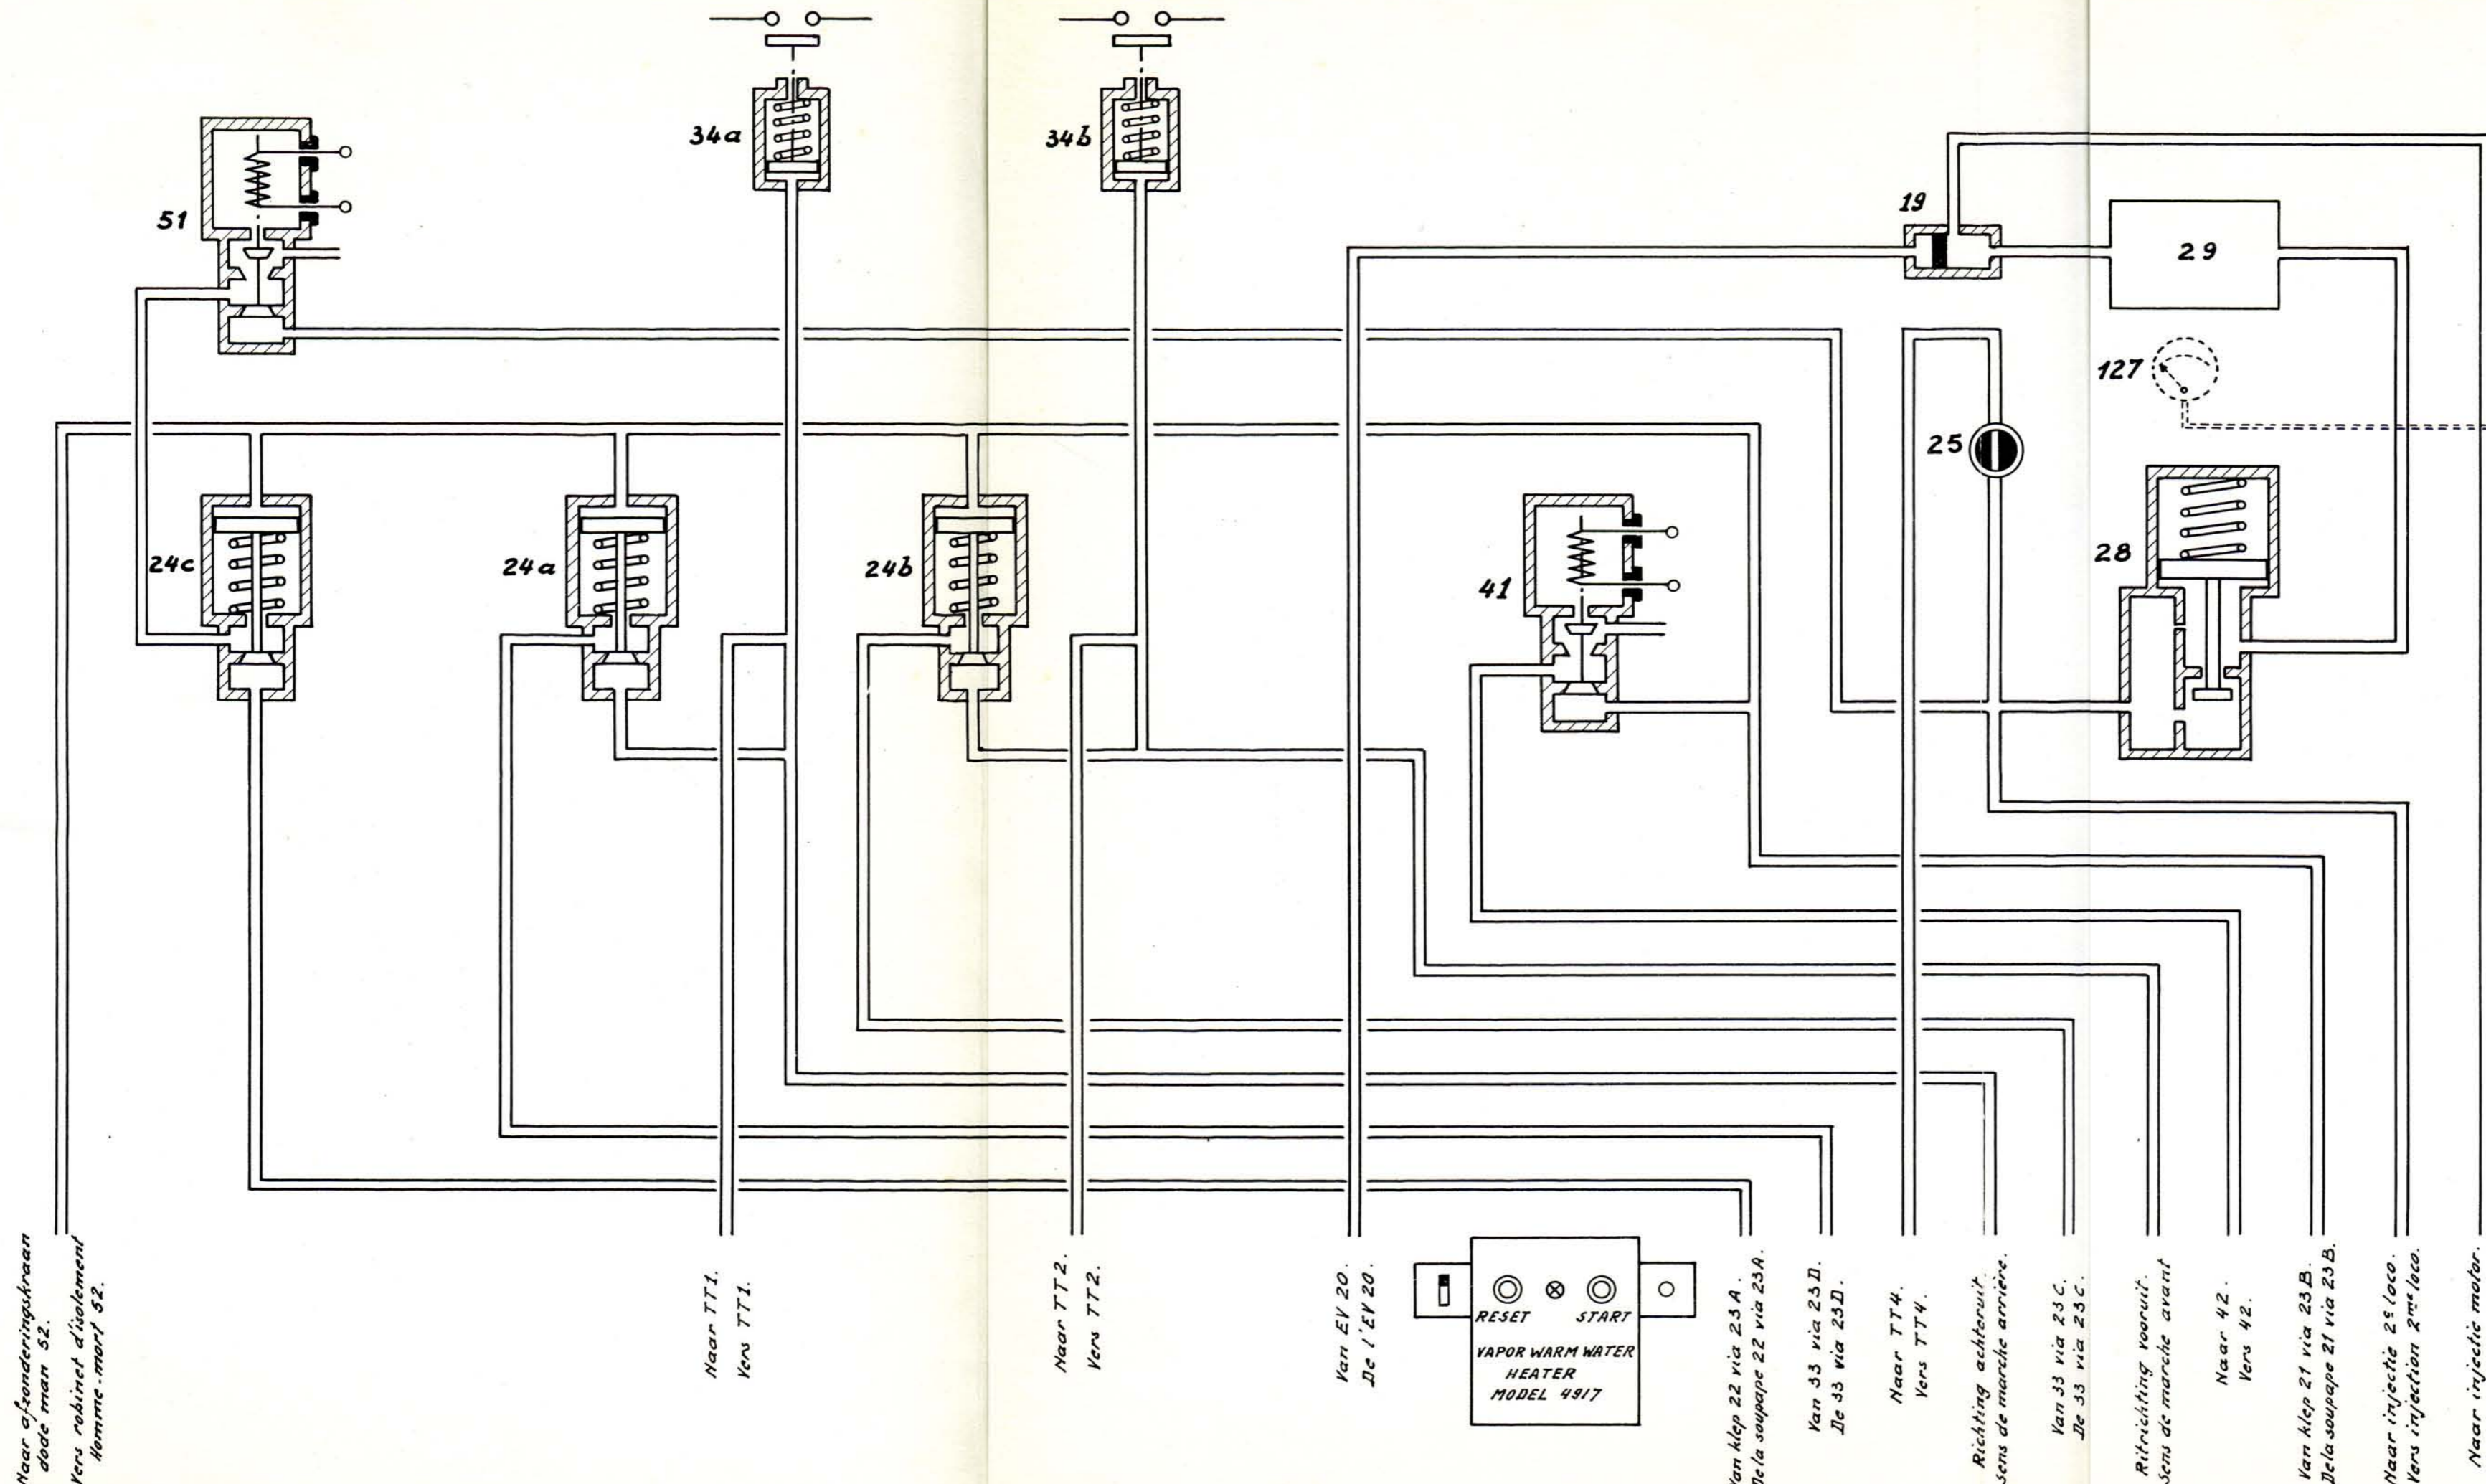 34a
34b
51
19
29
127
25
24c
24a
24b
41
28
Naar afzonderingskraan
dode man 52.
Vers robinet d'isolement
Homme-mort 52.
Naar TT1.
Vers TT1.
Naar TT2.
Vers TT2.
Van EV 20.
De l'EV 20.
RESET START
VAPOR WARM WATER
HEATER
MODEL 4917
Van klep 22 via 23A.
De la soupape 22 via 23A.
Van 33 via 23D.
De 33 via 23D.
Naar TT4.
Vers TT4.
Richting achteruit.
Sens de marche arrière.
Van 33 via 23C.
De 33 via 23C.
Ritrichting vooruit.
Sens de marche avant
Naar 42.
Vers 42.
Van klep 21 via 23B.
De la soupape 21 via 23B.
Naar injectie 2e loco.
Vers injection 2me loco.
Naar injectie motor.